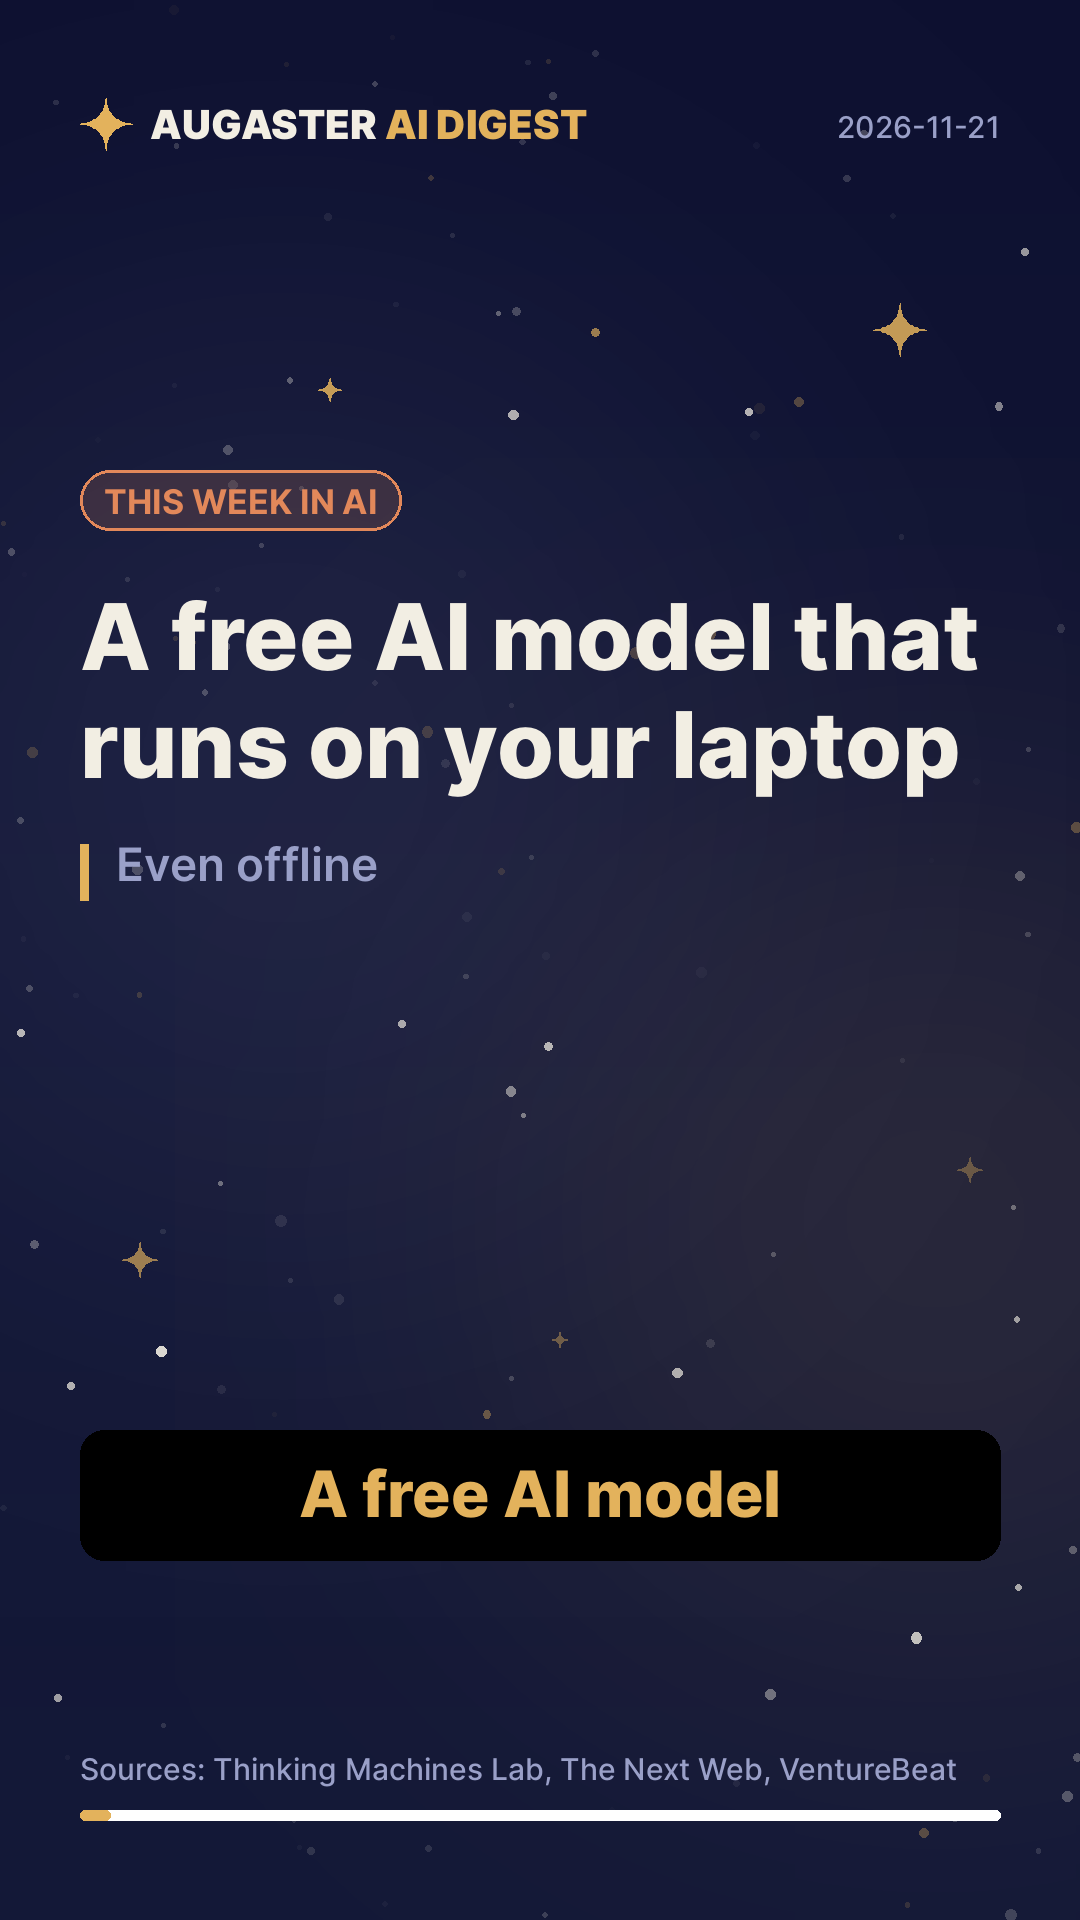 AUGASTER AI DIGEST
2026-11-21
THIS WEEK IN AI
A free AI model that
runs on your laptop
Even offline
A free AI model
Sources: Thinking Machines Lab, The Next Web, VentureBeat